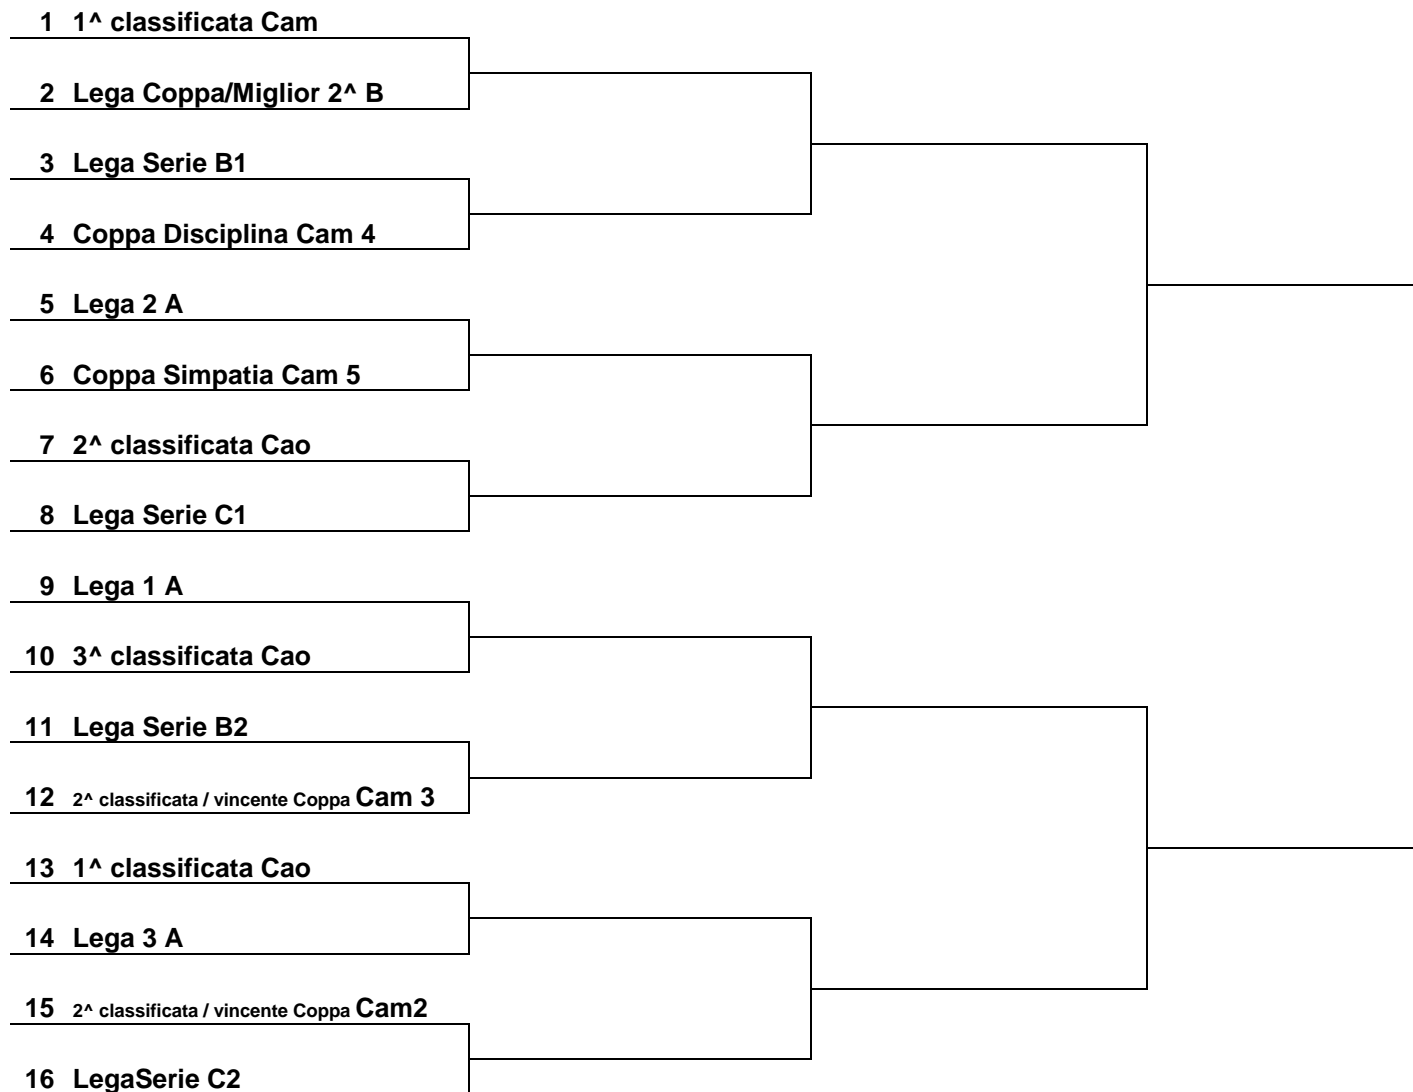 1 1^ classificata Cam
2 Lega Coppa/Miglior 2^ B
3 Lega Serie B1
4 Coppa Disciplina Cam 4
5 Lega 2 A
6 Coppa Simpatia Cam 5
7 2^ classificata Cao
8 Lega Serie C1
9 Lega 1 A
10 3^ classificata Cao
11 Lega Serie B2
12 2^ classificata / vincente Coppa Cam 3
13 1^ classificata Cao
14 Lega 3 A
15 2^ classificata / vincente Coppa Cam2
16 LegaSerie C2